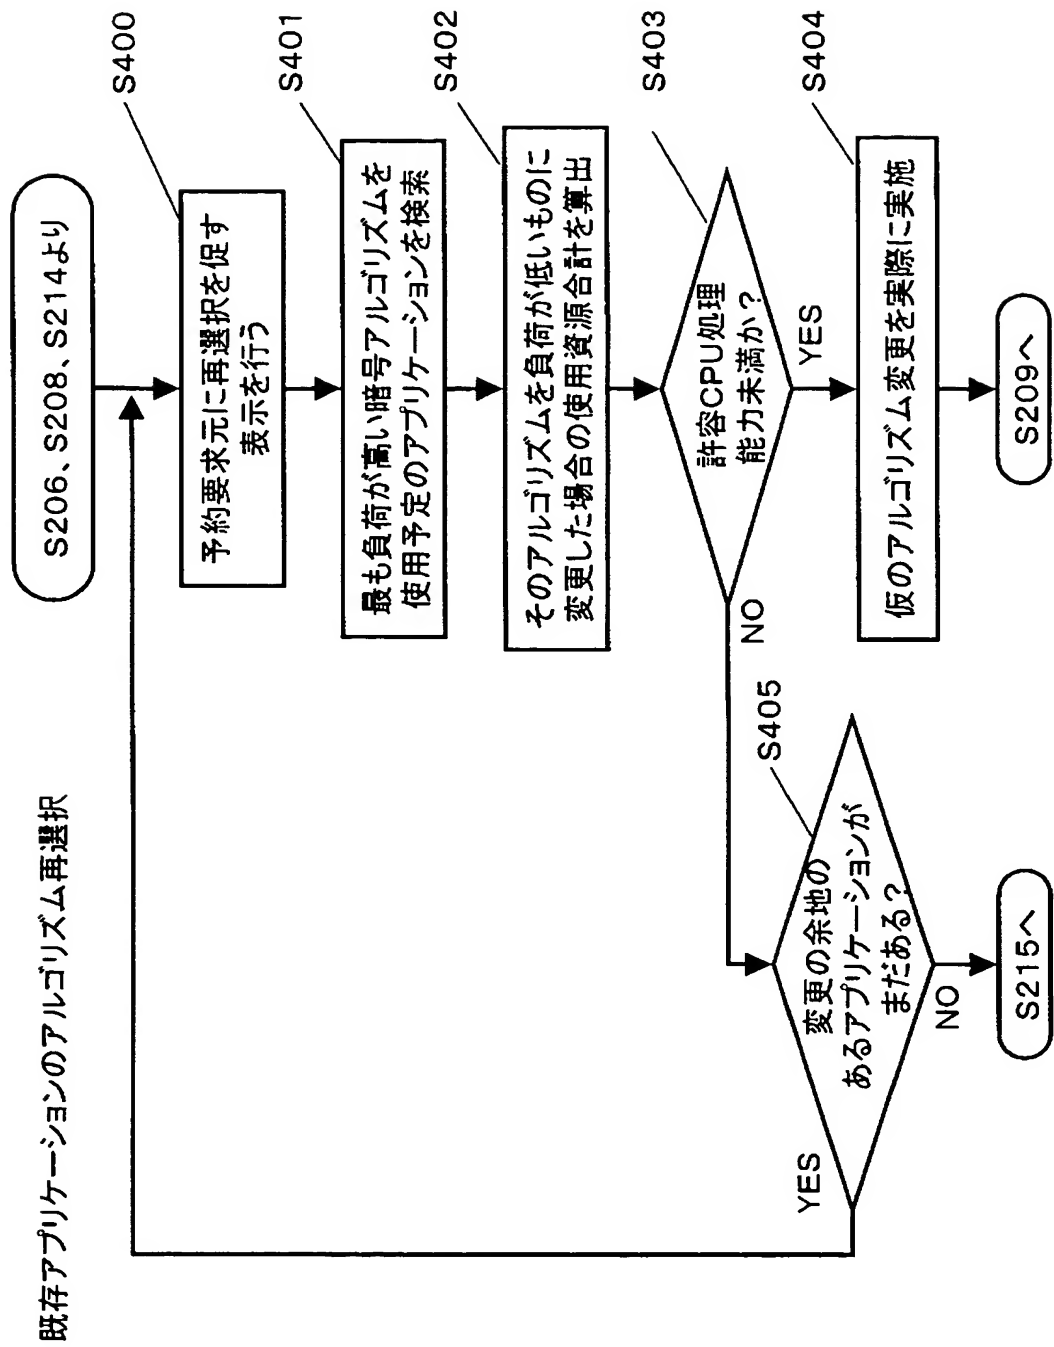 既存アプリケーションのアルゴリズム再選択
S206、S208、S214より
S400
予約要求元に再選択を促す
表示を行う
S401
最も負荷が高い暗号アルゴリズムを
使用予定のアプリケーションを検索
S402
そのアルゴリズムを負荷が低いものに
変更した場合の使用資源合計を算出
S403
許容CPU処理
能力未満か?
YES
NO
S404
仮のアルゴリズム変更を実際に実施
S209へ
S405
変更の余地の
あるアプリケーションが
まだある?
YES
NO
S215へ